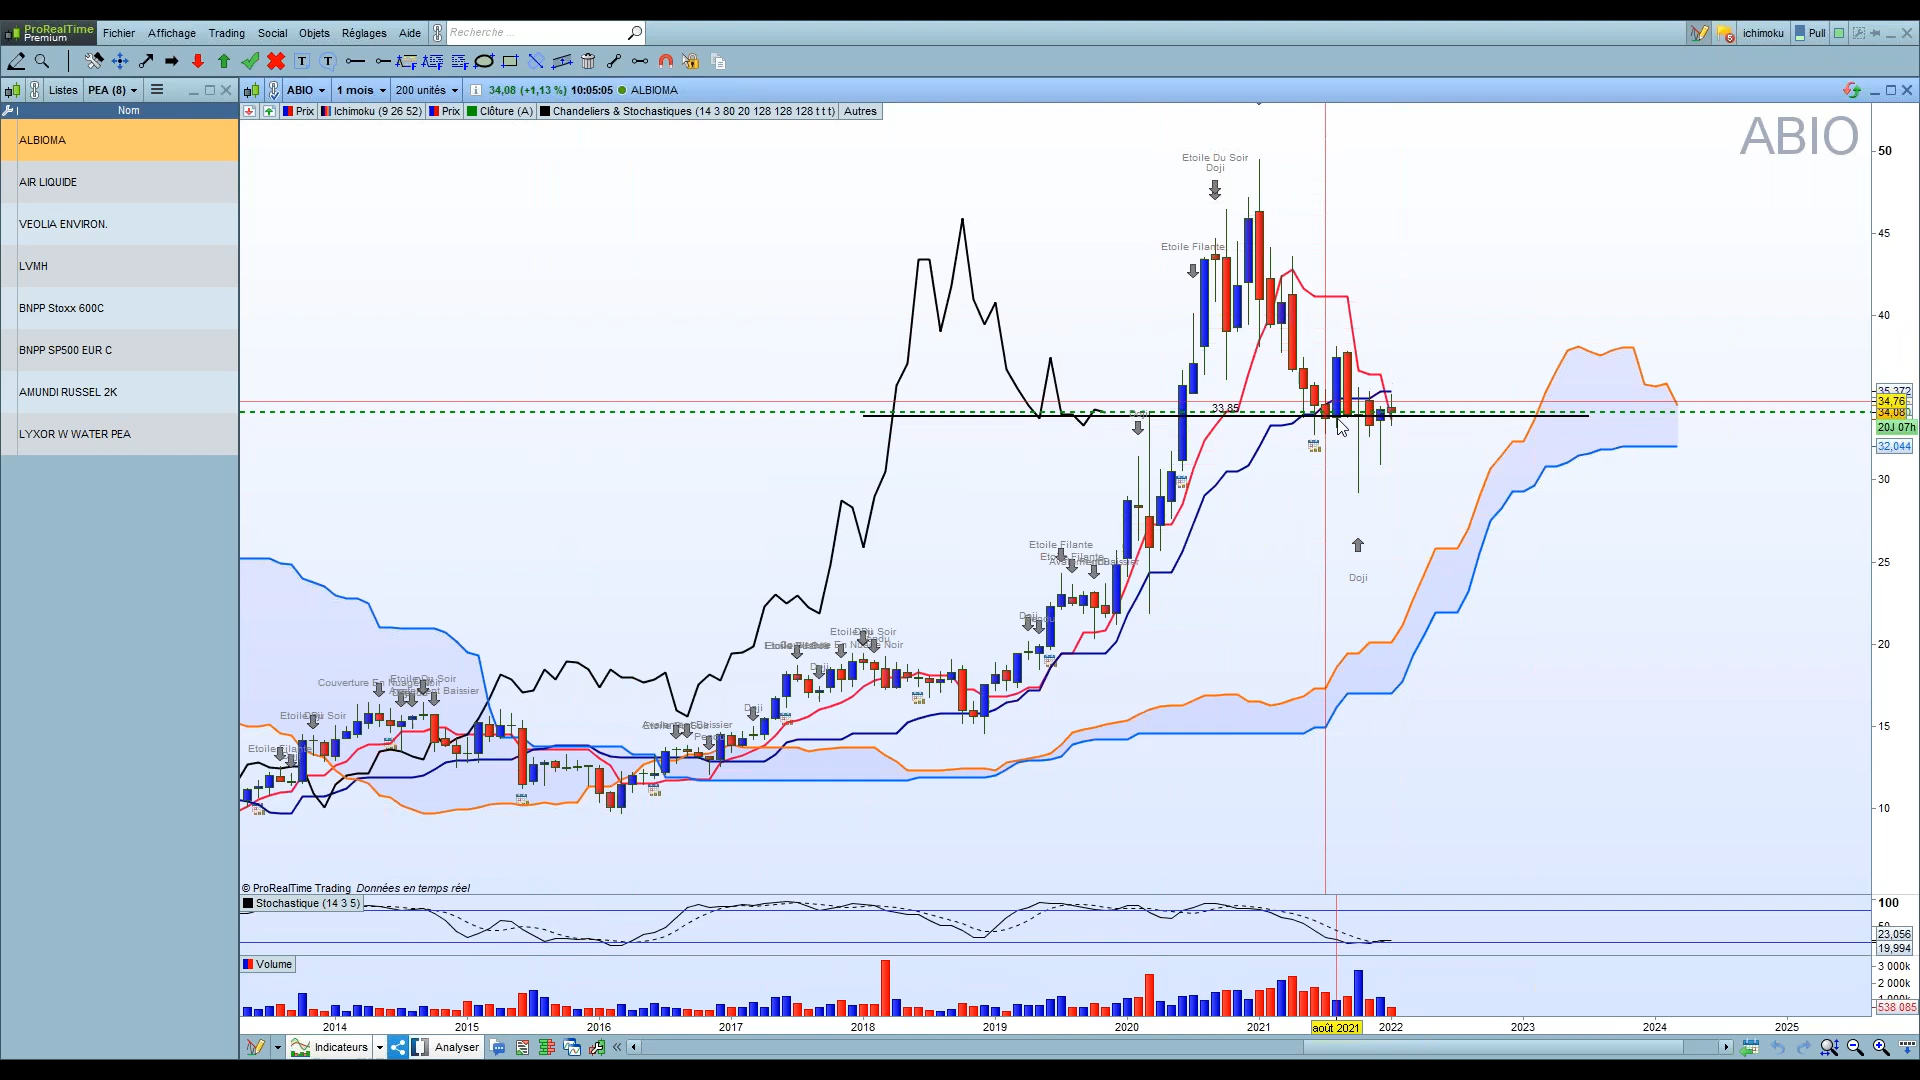 ProRealTime
Premium
Fichier Affichage Trading Social Objets Réglages Aide
Recherche ...
5
ichimoku
Pull
Listes
PEA (8)
ABIO
1 mois
200 unités
34,08 (+1,13 %) 10:05:05
ALBIOMA
Nom
Prix
Ichimoku (9 26 52)
Prix
Clôture (A)
Chandeliers & Stochastiques (14 3 80 20 128 128 128 t t t)
Autres
ALBIOMA
AIR LIQUIDE
VEOLIA ENVIRON.
LVMH
BNPP Stoxx 600C
BNPP SP500 EUR C
AMUNDI RUSSEL 2K
LYXOR W WATER PEA
ABIO
Etoile Du Soir
Doji
Etoile Filante
33,85
Doji
Doji
Etoile Filante
Doji
Doji
50
45
40
35,372
34,76
34,08
20J 07h
32,044
30
25
20
15
10
© ProRealTime Trading Données en temps réel
Stochastique (14 3 5)
100
23,056
19,994
Volume
3 000k
2 000k
538 085
2014
2015
2016
2017
2018
2019
2020
2021
août 2021
2022
2023
2024
2025
Indicateurs
Analyser